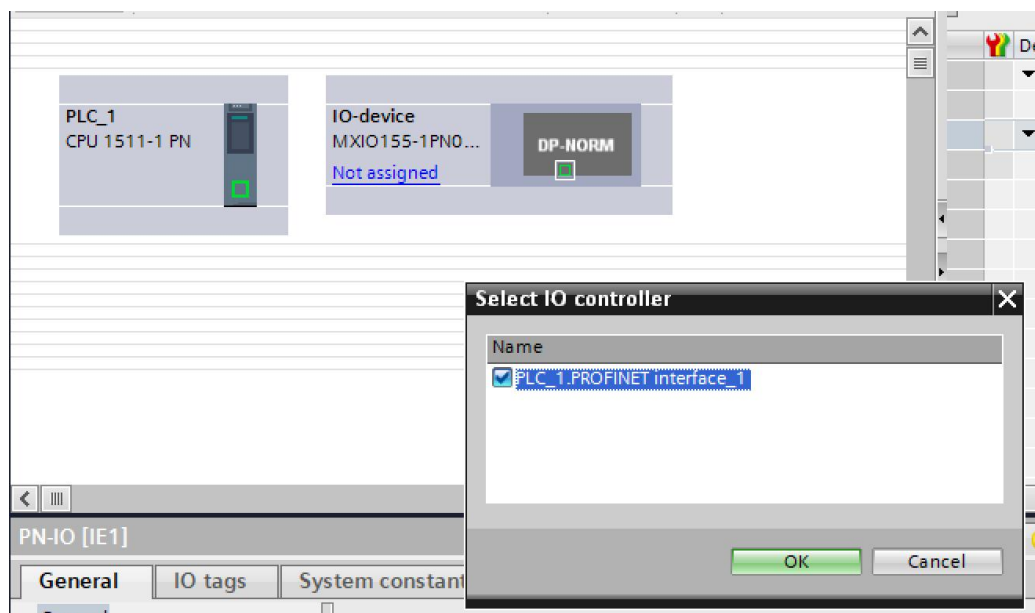 De
PLC_1
CPU 1511-1 PN
IO-device
MXIO155-1PN0...
Not assigned
DP-NORM
Select IO controller
Name
PLC_1.PROFINET interface_1
OK
Cancel
PN-IO [IE1]
General
IO tags
System constant